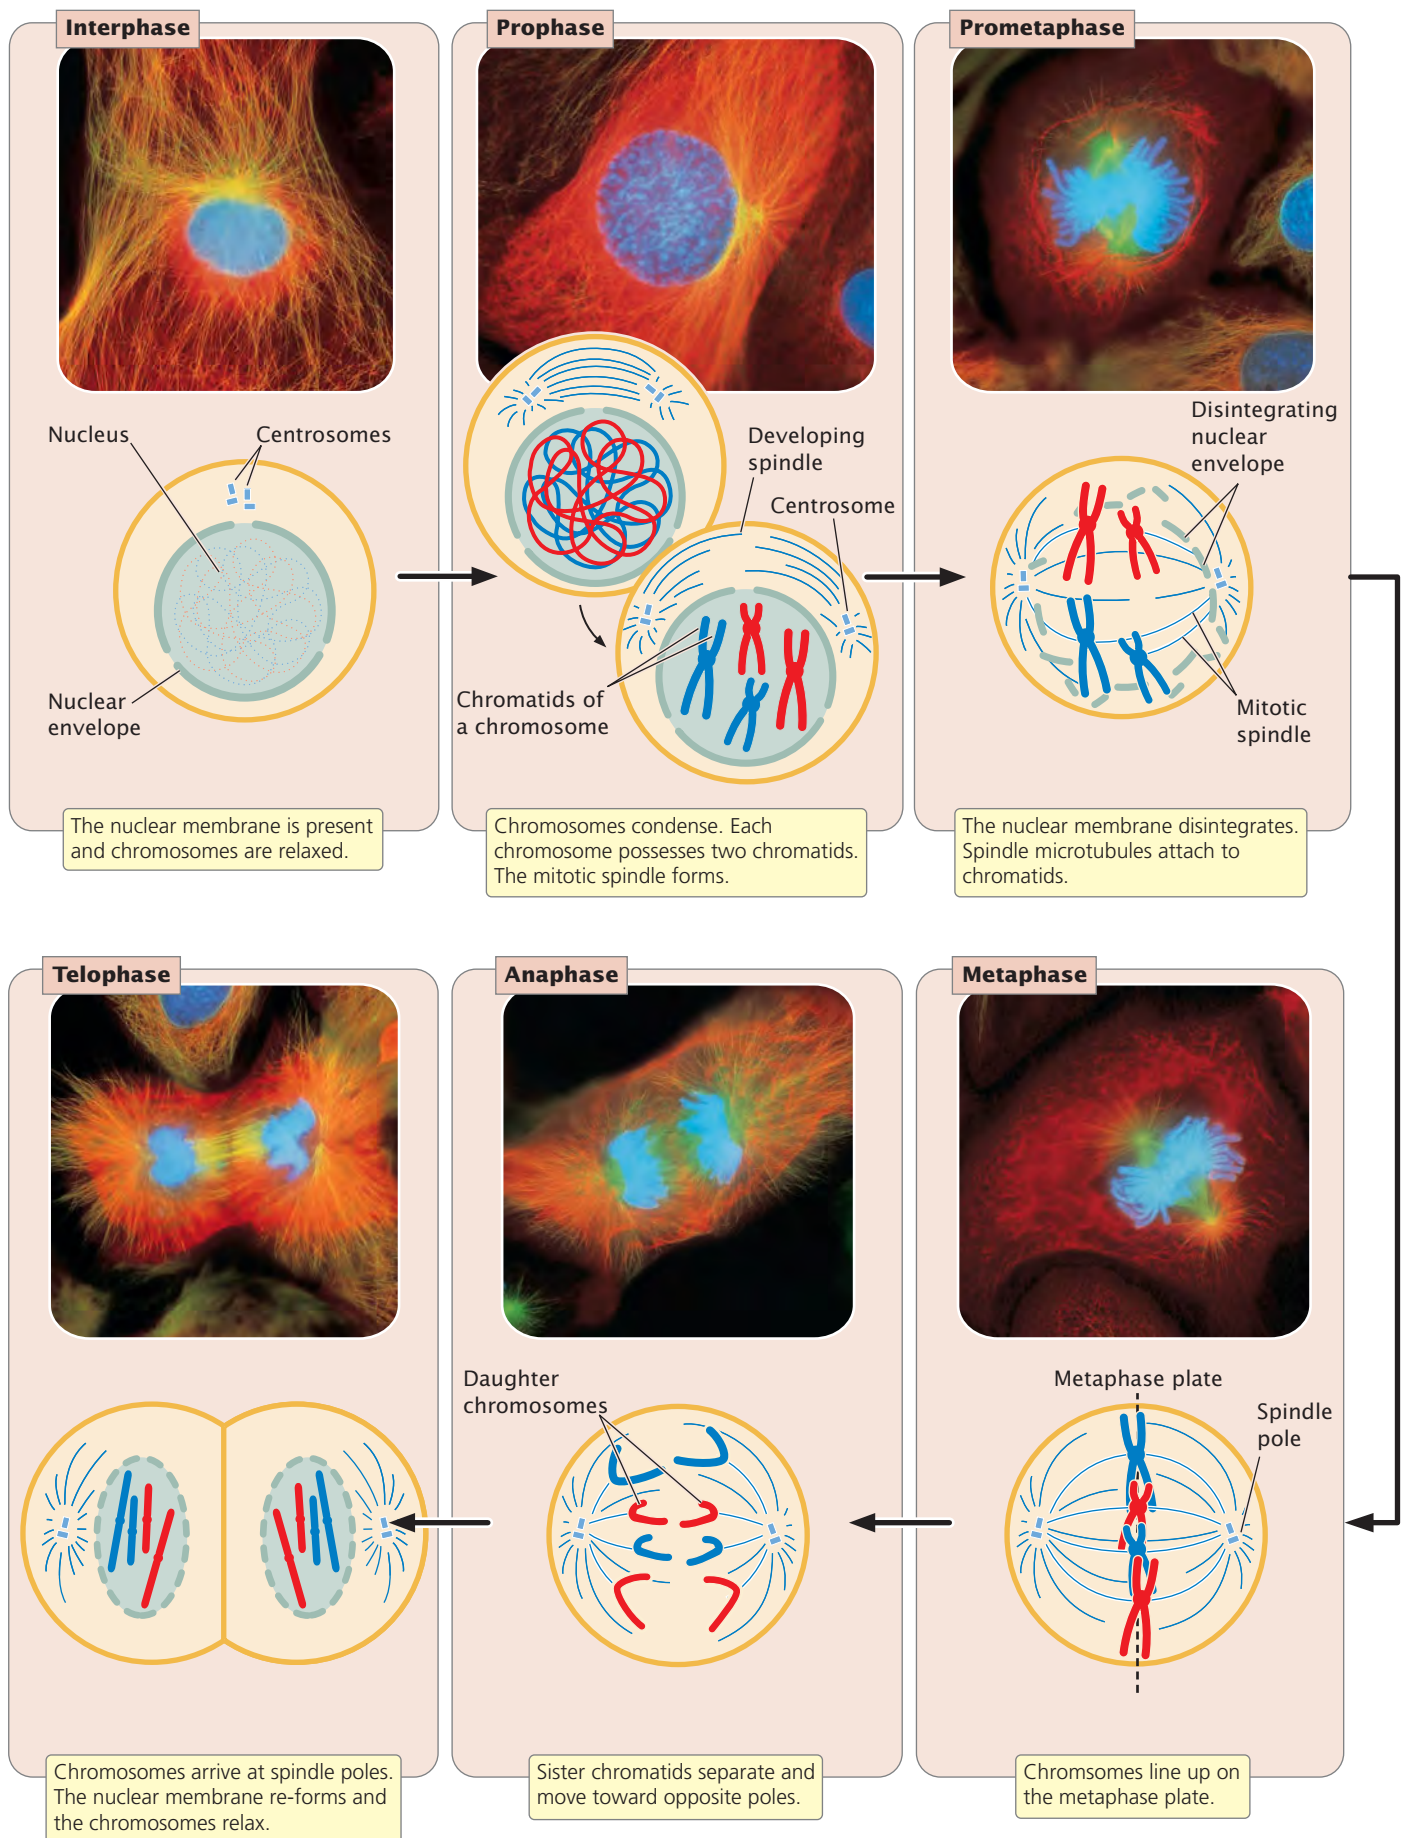 Interphase
Nucleus
Centrosomes
Nuclear
envelope
The nuclear membrane is present
and chromosomes are relaxed.
Prophase
Developing
spindle
Centrosome
Chromatids of
a chromosome
Chromosomes condense. Each
chromosome possesses two chromatids.
The mitotic spindle forms.
Prometaphase
Disintegrating
nuclear
envelope
Mitotic
spindle
The nuclear membrane disintegrates.
Spindle microtubules attach to
chromatids.
Metaphase
Metaphase plate
Spindle
pole
Chromsomes line up on
the metaphase plate.
Anaphase
Daughter
chromosomes
Sister chromatids separate and
move toward opposite poles.
Telophase
Chromosomes arrive at spindle poles.
The nuclear membrane re-forms and
the chromosomes relax.